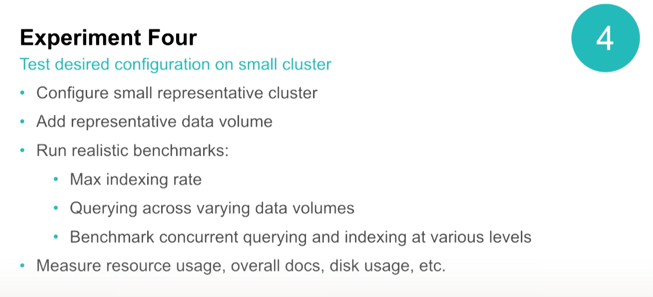 Experiment Four
4
Test desired configuration on small cluster
• Configure small representative cluster
• Add representative data volume
• Run realistic benchmarks:
• Max indexing rate
• Querying across varying data volumes
• Benchmark concurrent querying and indexing at various levels
• Measure resource usage, overall docs, disk usage, etc.